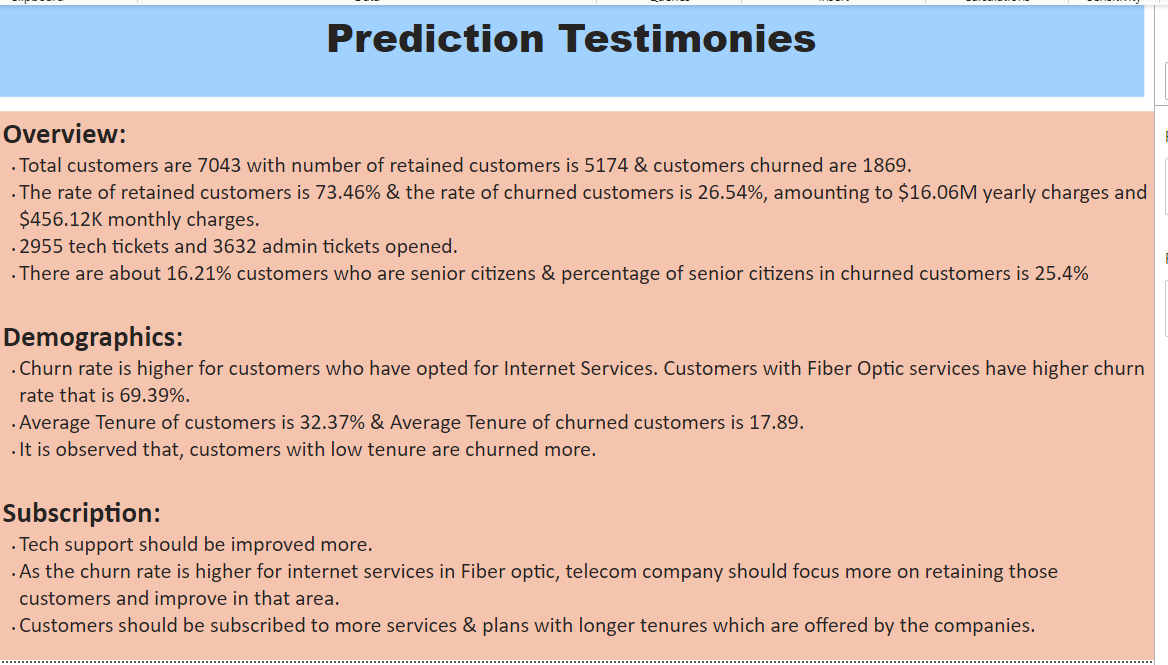 Prediction Testimonies
Overview:
· Total customers are 7043 with number of retained customers is 5174 & customers churned are 1869.
· The rate of retained customers is 73.46% & the rate of churned customers is 26.54%, amounting to $16.06M yearly charges and
$456.12K monthly charges.
· 2955 tech tickets and 3632 admin tickets opened.
· There are about 16.21% customers who are senior citizens & percentage of senior citizens in churned customers is 25.4%
Demographics:
· Churn rate is higher for customers who have opted for Internet Services. Customers with Fiber Optic services have higher churn
rate that is 69.39%.
· Average Tenure of customers is 32.37% & Average Tenure of churned customers is 17.89.
· It is observed that, customers with low tenure are churned more.
Subscription:
· Tech support should be improved more.
· As the churn rate is higher for internet services in Fiber optic, telecom company should focus more on retaining those
customers and improve in that area.
· Customers should be subscribed to more services & plans with longer tenures which are offered by the companies.